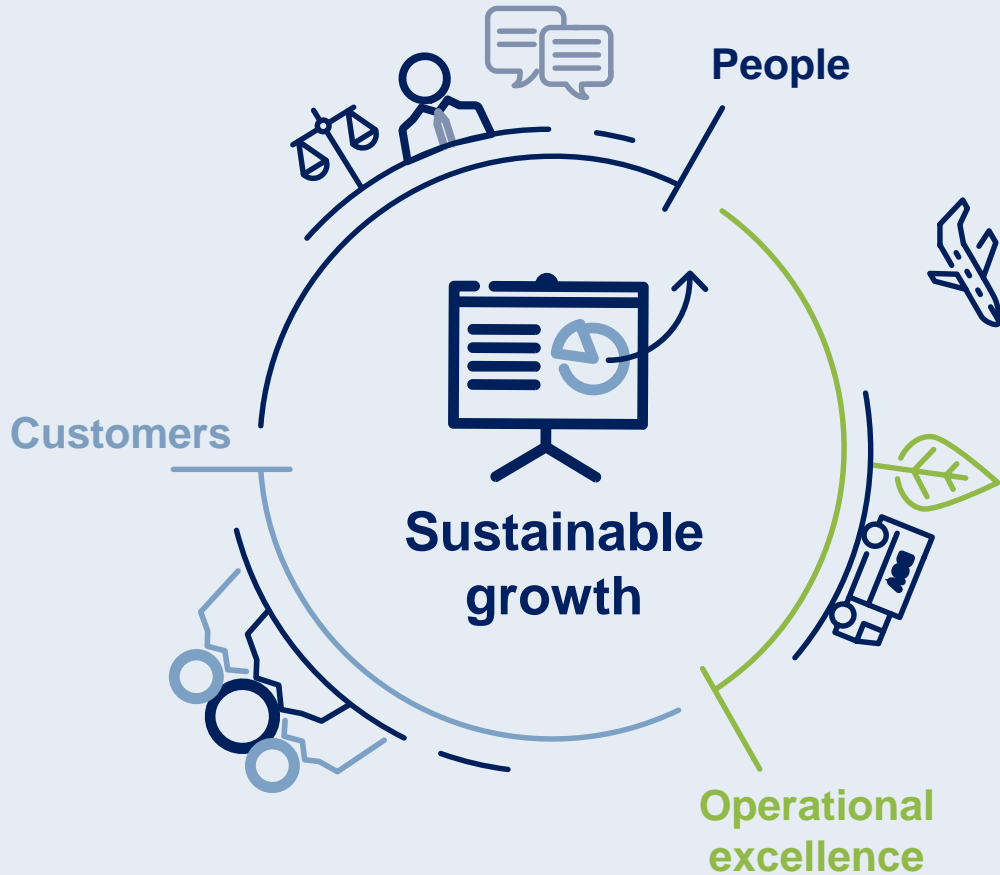 People
Customers
Sustainable
growth
Operational
excellence